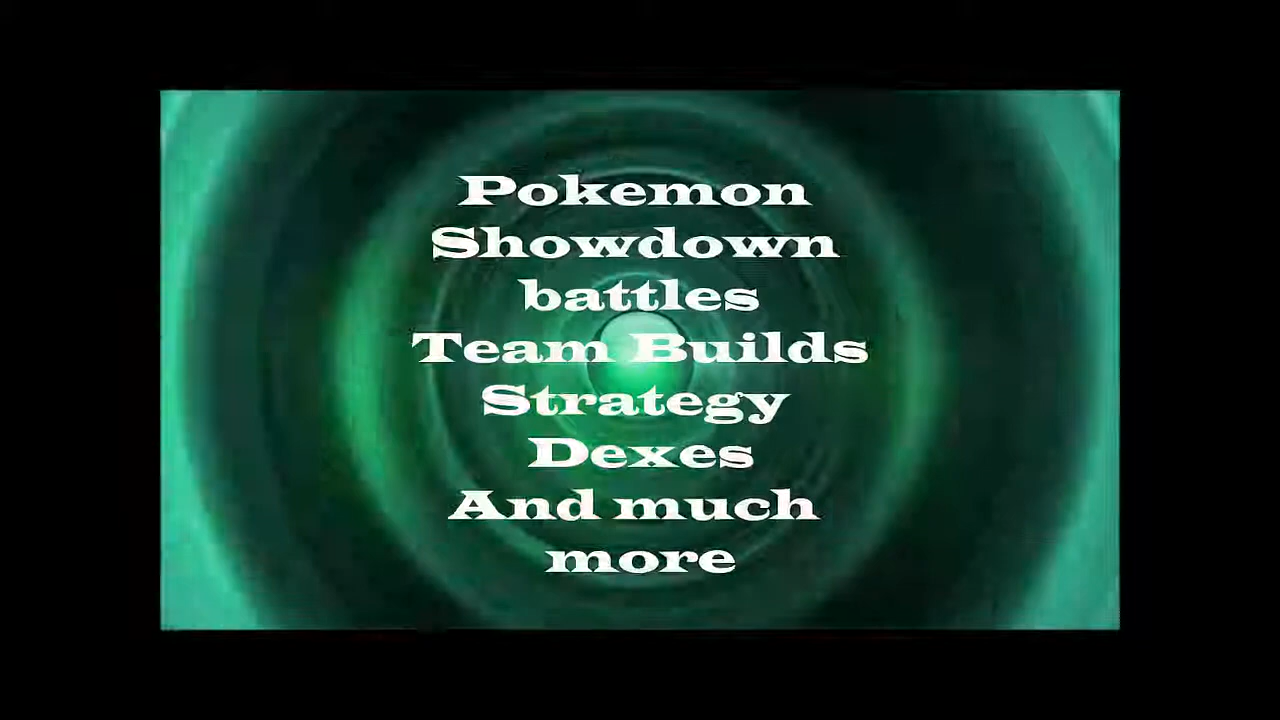 Pokemon
Showdown
battles
Team Builds
Strategy
Dexes
And much
more